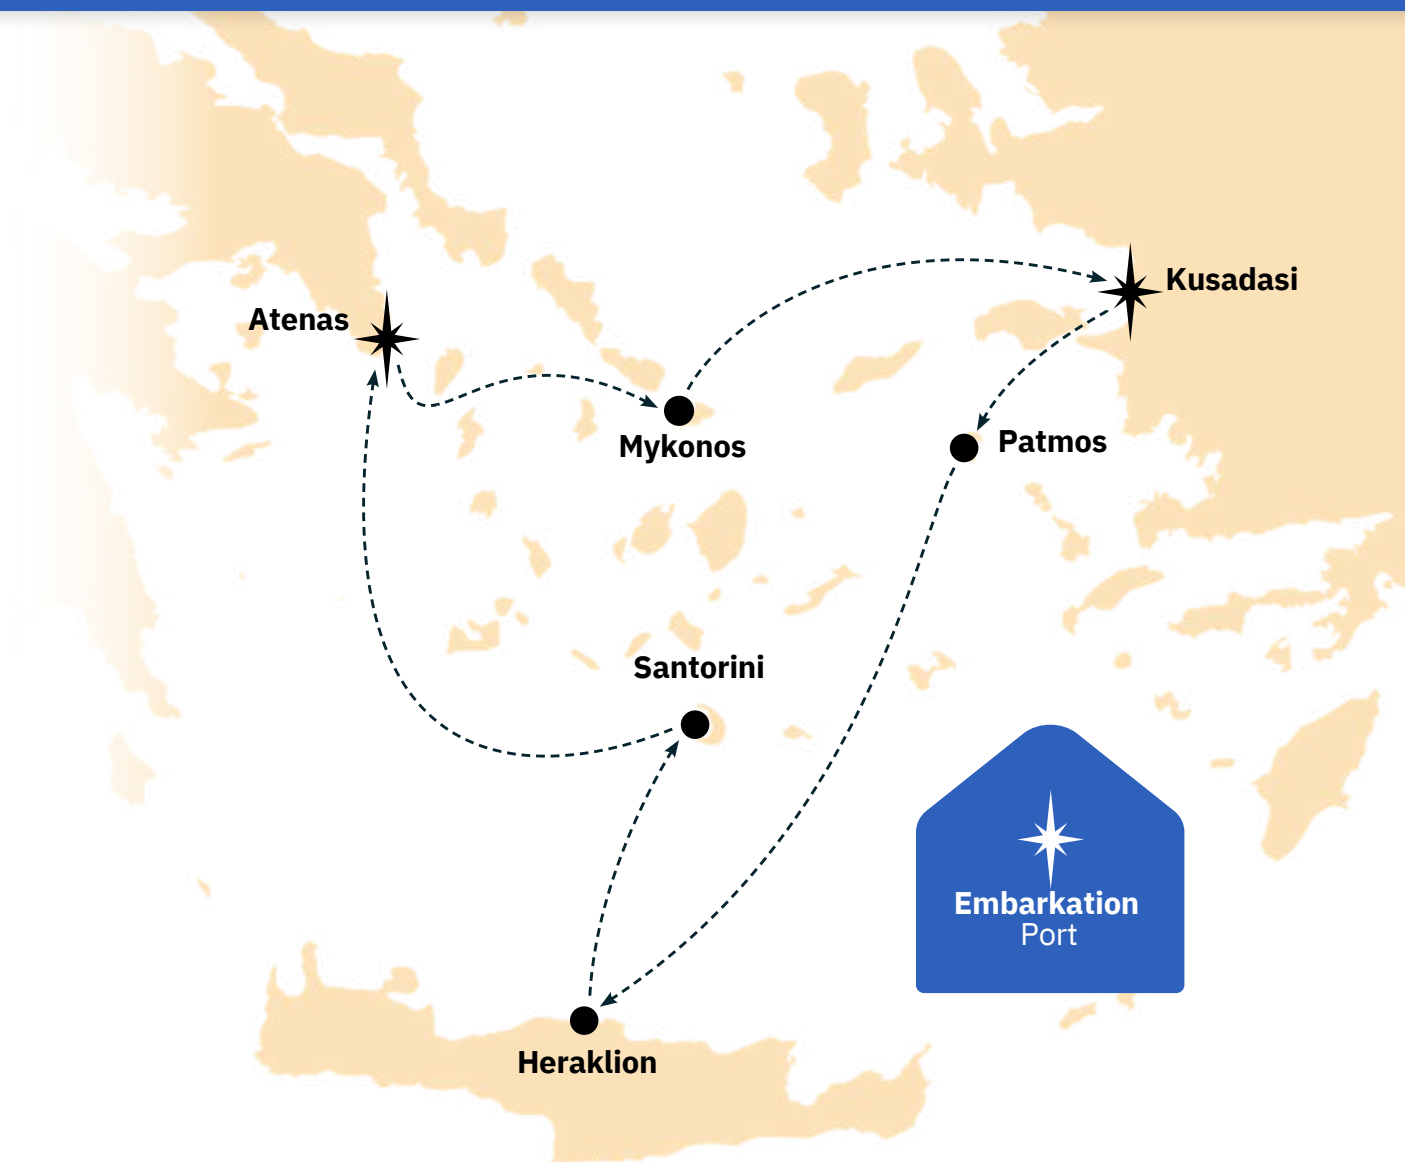 Kusadasi
Atenas
Mykonos
Patmos
Santorini
Embarkation
Port
Heraklion